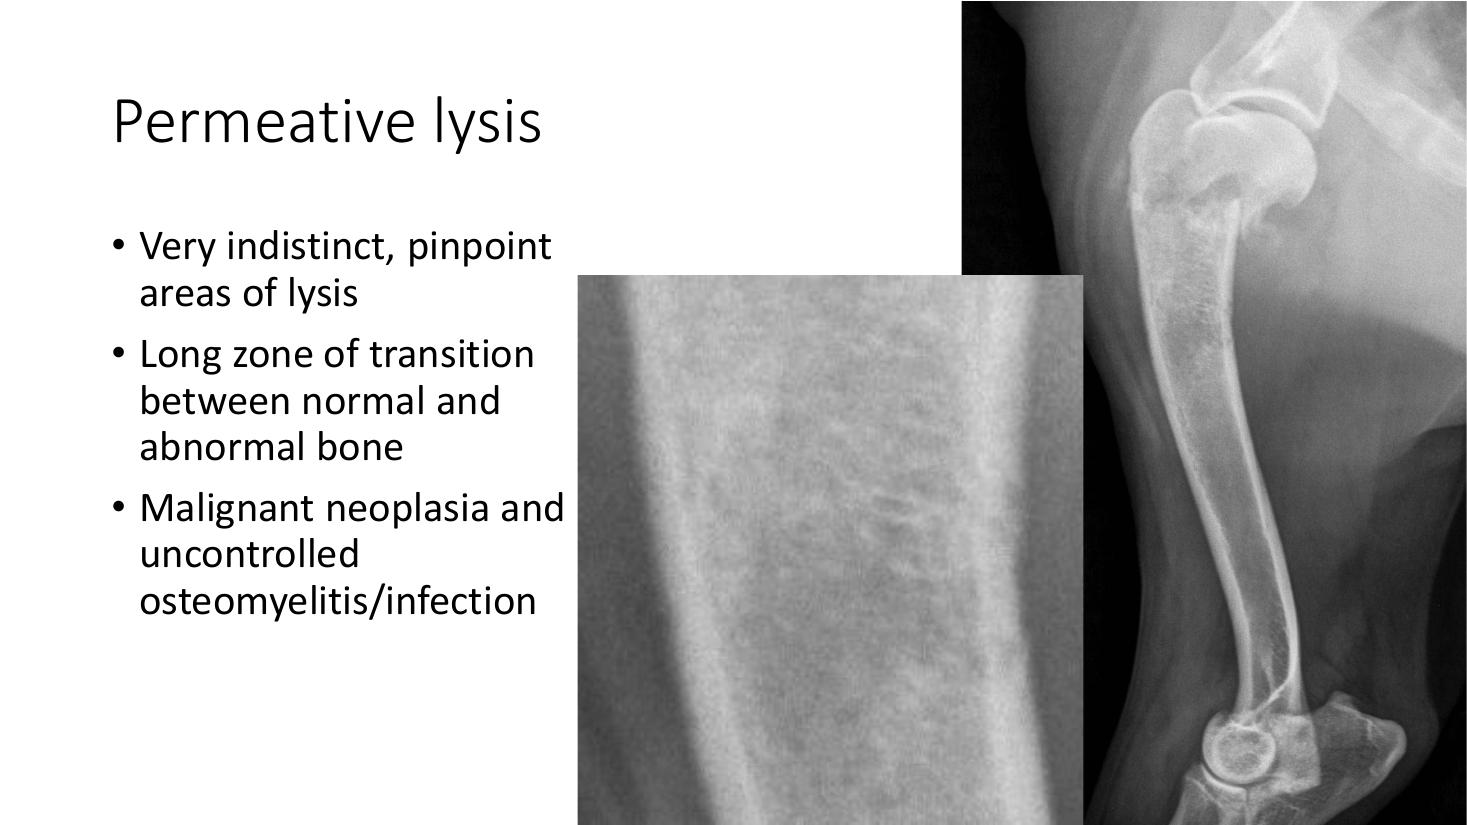 Permeative lysis
• Very indistinct, pinpoint
areas of lysis
• Long zone of transition
between normal and
abnormal bone
• Malignant neoplasia and
uncontrolled
osteomyelitis/infection